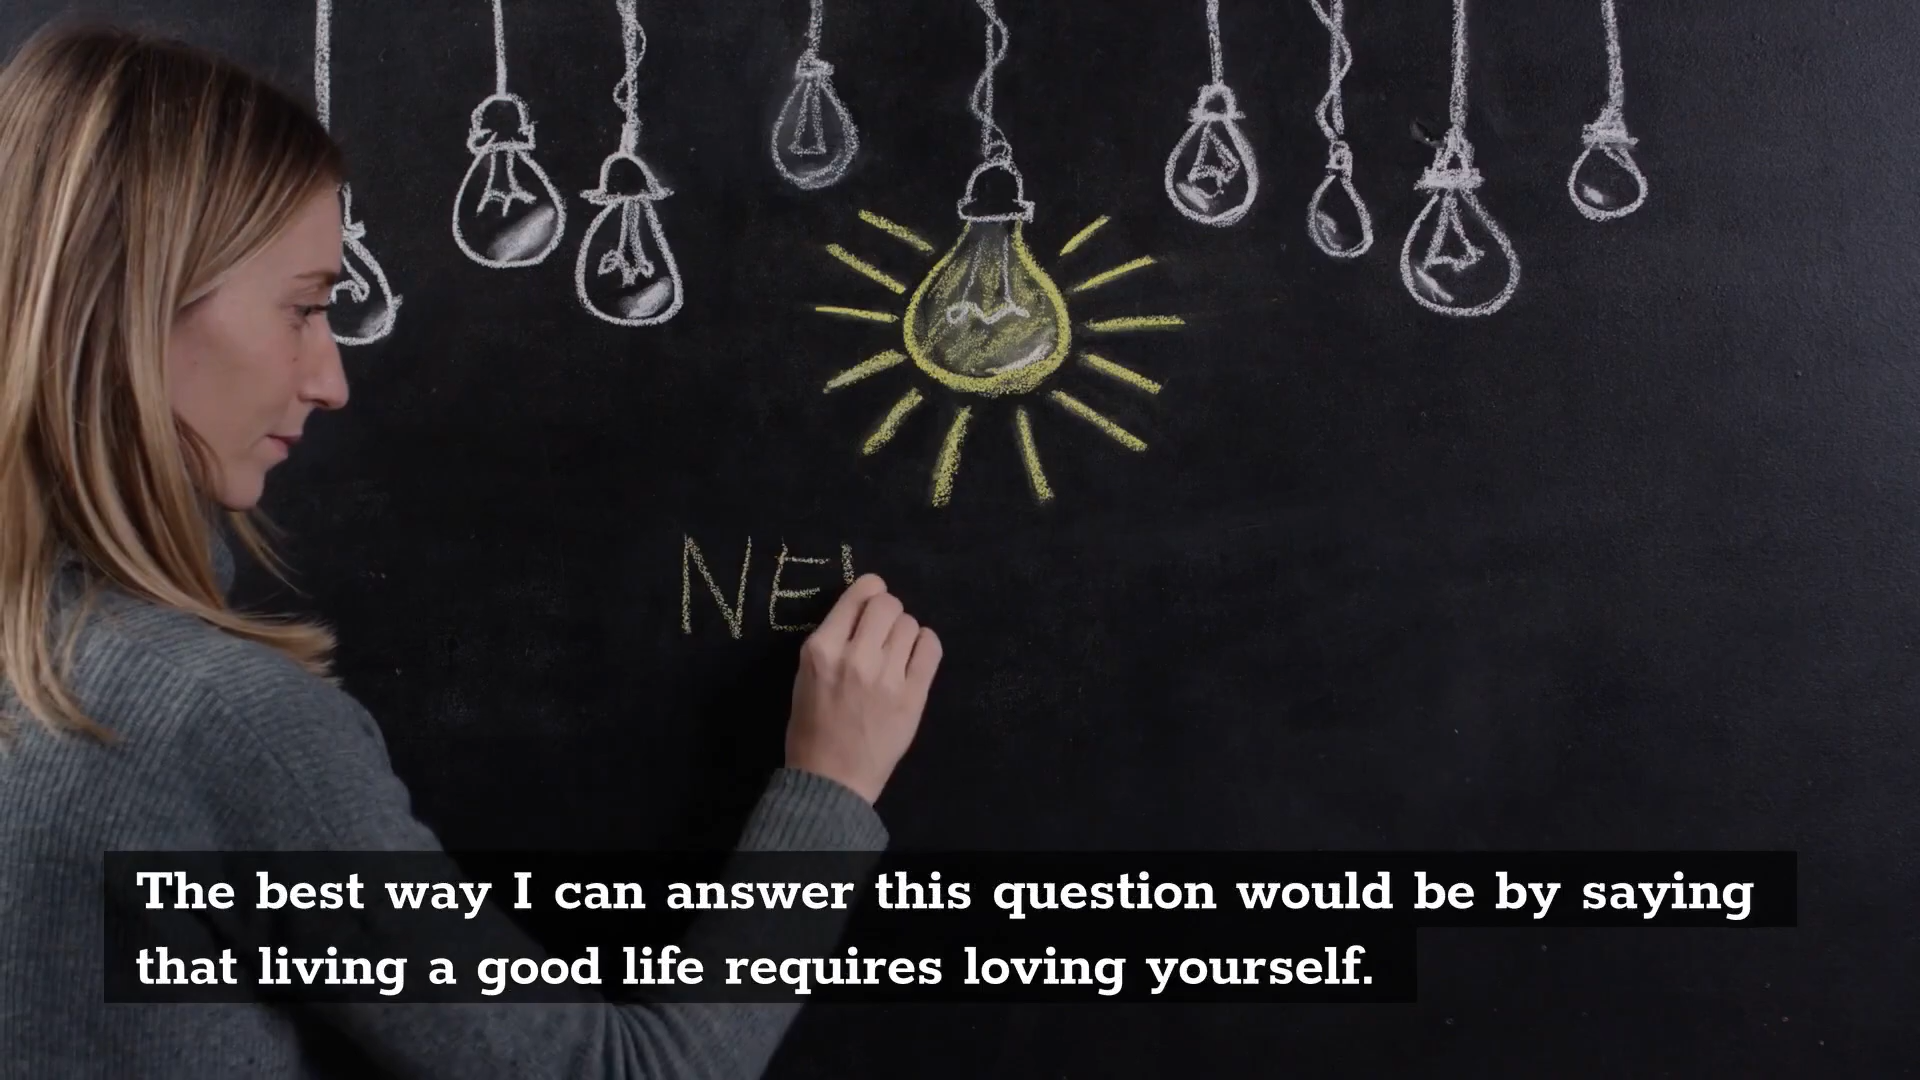 NE
The best way I can answer this question would be by saying
that living a good life requires loving yourself.